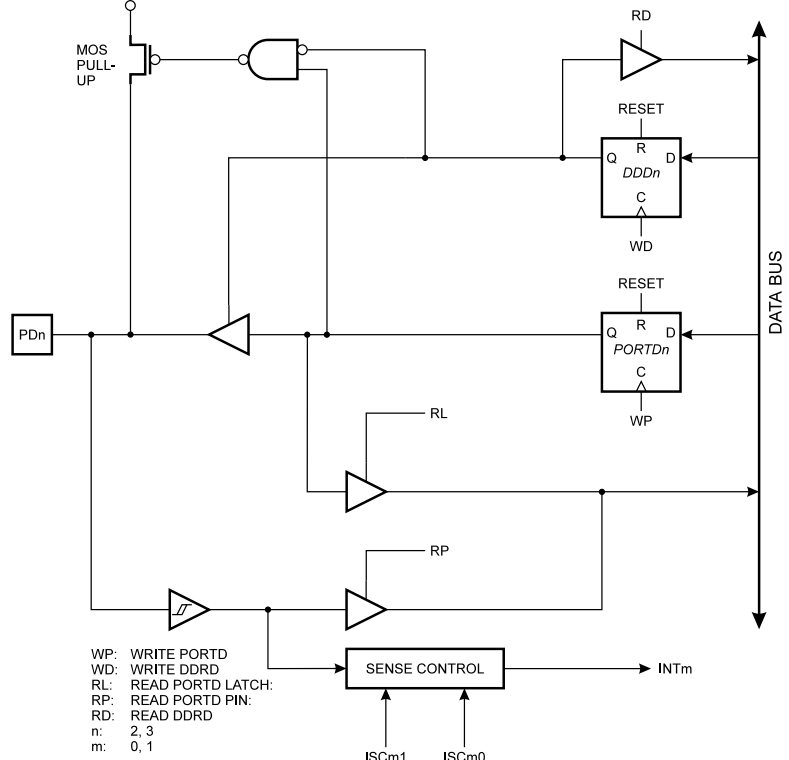 RD
MOS
PULL-
UP
RESET
R
Q
D
DDDn
C
WD
DATA BUS
RESET
R
PDn
Q
D
PORTDn
C
WP
RL
RP
WP: WRITE PORTD
WD: WRITE DDRD
RL: READ PORTD LATCH:
RP: READ PORTD PIN:
RD: READ DDRD
n: 2, 3
m: 0, 1
SENSE CONTROL
INTm
ISCm1
ISCm0